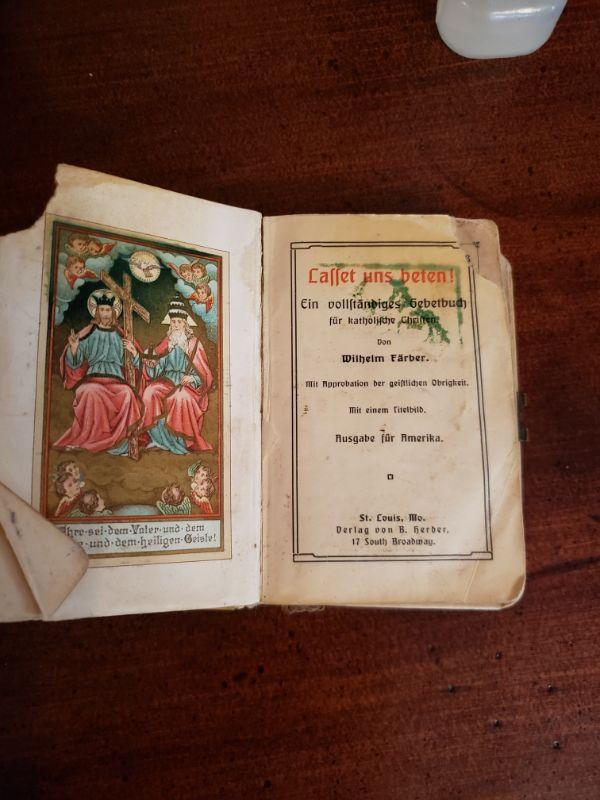 Ehre·sei·dem·Vater·und·dem
·und·dem·heiligen·Geiste!
Lasset uns beten!
Ein vollständiges Gebetbuch
für katholische Christen.
Von
Wilhelm Färber.
Mit Approbation der geistlichen Obrigkeit.
Mit einem Titelbild.
Ausgabe für Amerika.
St. Louis, Mo.
Verlag von B. Herder,
17 South Broadway.